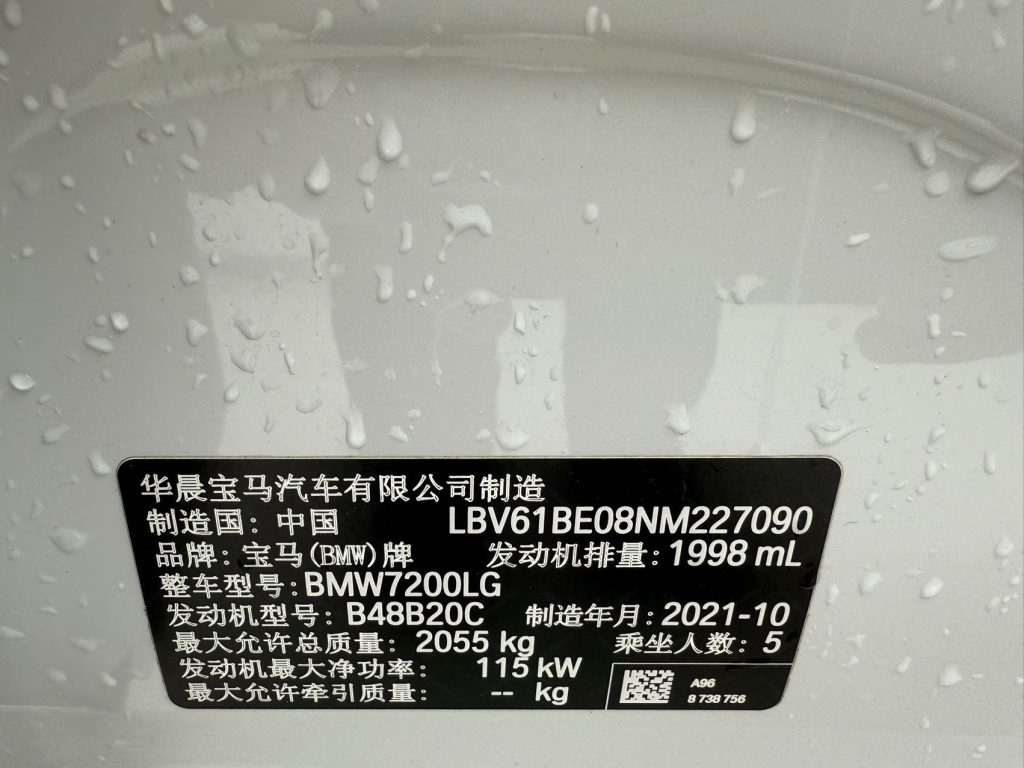 华晨宝马汽车有限公司制造
制造国：中国 LBV61BE08NM227090
品牌：宝马(BMW)牌 发动机排量：1998 mL
整车型号：BMW7200LG
发动机型号：B48B20C 制造年月：2021-10
最大允许总质量：2055 kg 乘坐人数：5
发动机最大净功率：115 kW
最大允许牵引质量：-- kg
A96
8 738 756